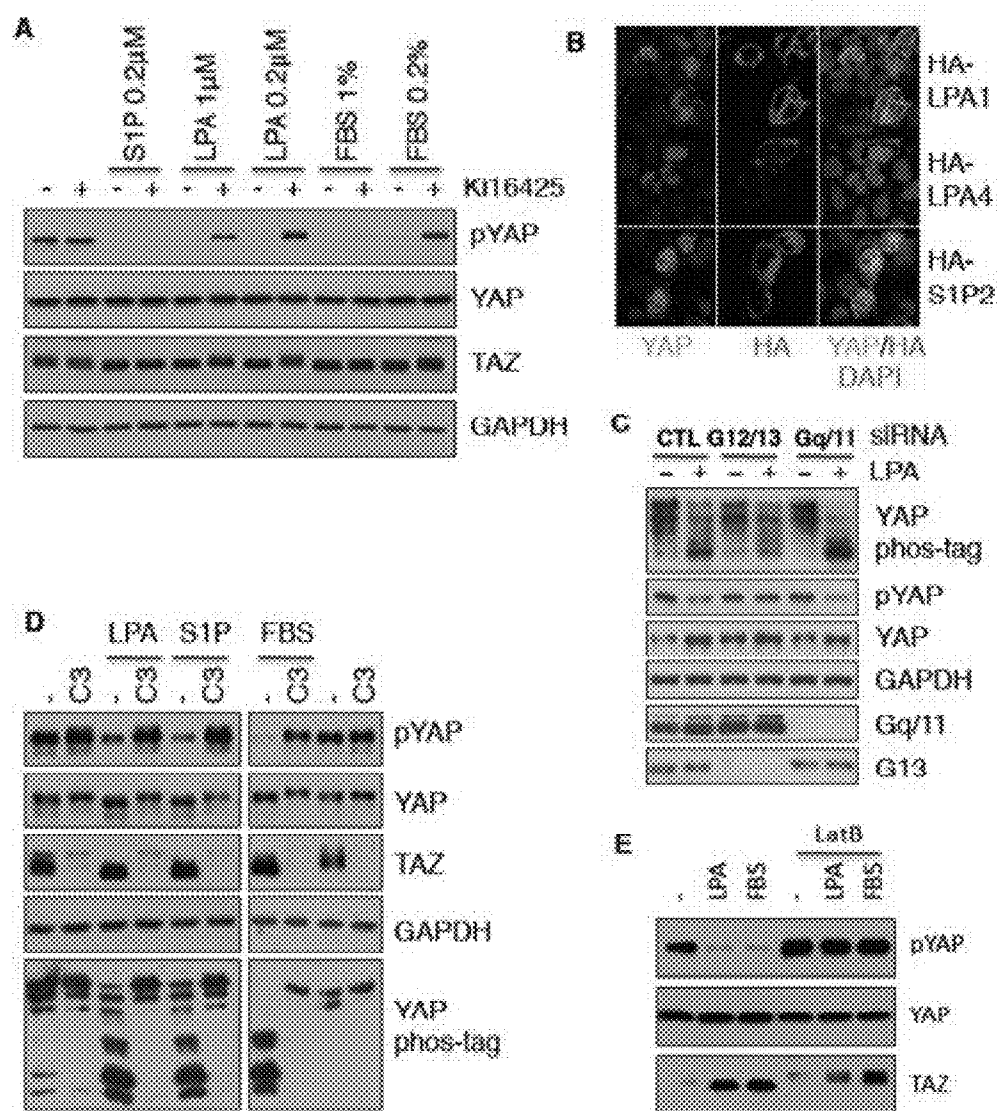 A
S1P 0.2µM
LPA 1µM
LPA 0.2µM
FBS 1%
FBS 0.2%
- + - + - + - + - + - + KI16425
pYAP
YAP
TAZ
GAPDH
B
HA-
LPA1
HA-
LPA4
HA-
S1P2
YAP HA YAP/HA
DAPI
C
CTL G12/13 Gq/11 siRNA
- + - + - + LPA
YAP
phos-tag
pYAP
YAP
GAPDH
Gq/11
G13
D
LPA S1P FBS
- C3 - C3 - C3 - C3 - C3
pYAP
YAP
TAZ
GAPDH
YAP
phos-tag
E
LatB
- LPA FBS - LPA FBS
pYAP
YAP
TAZ